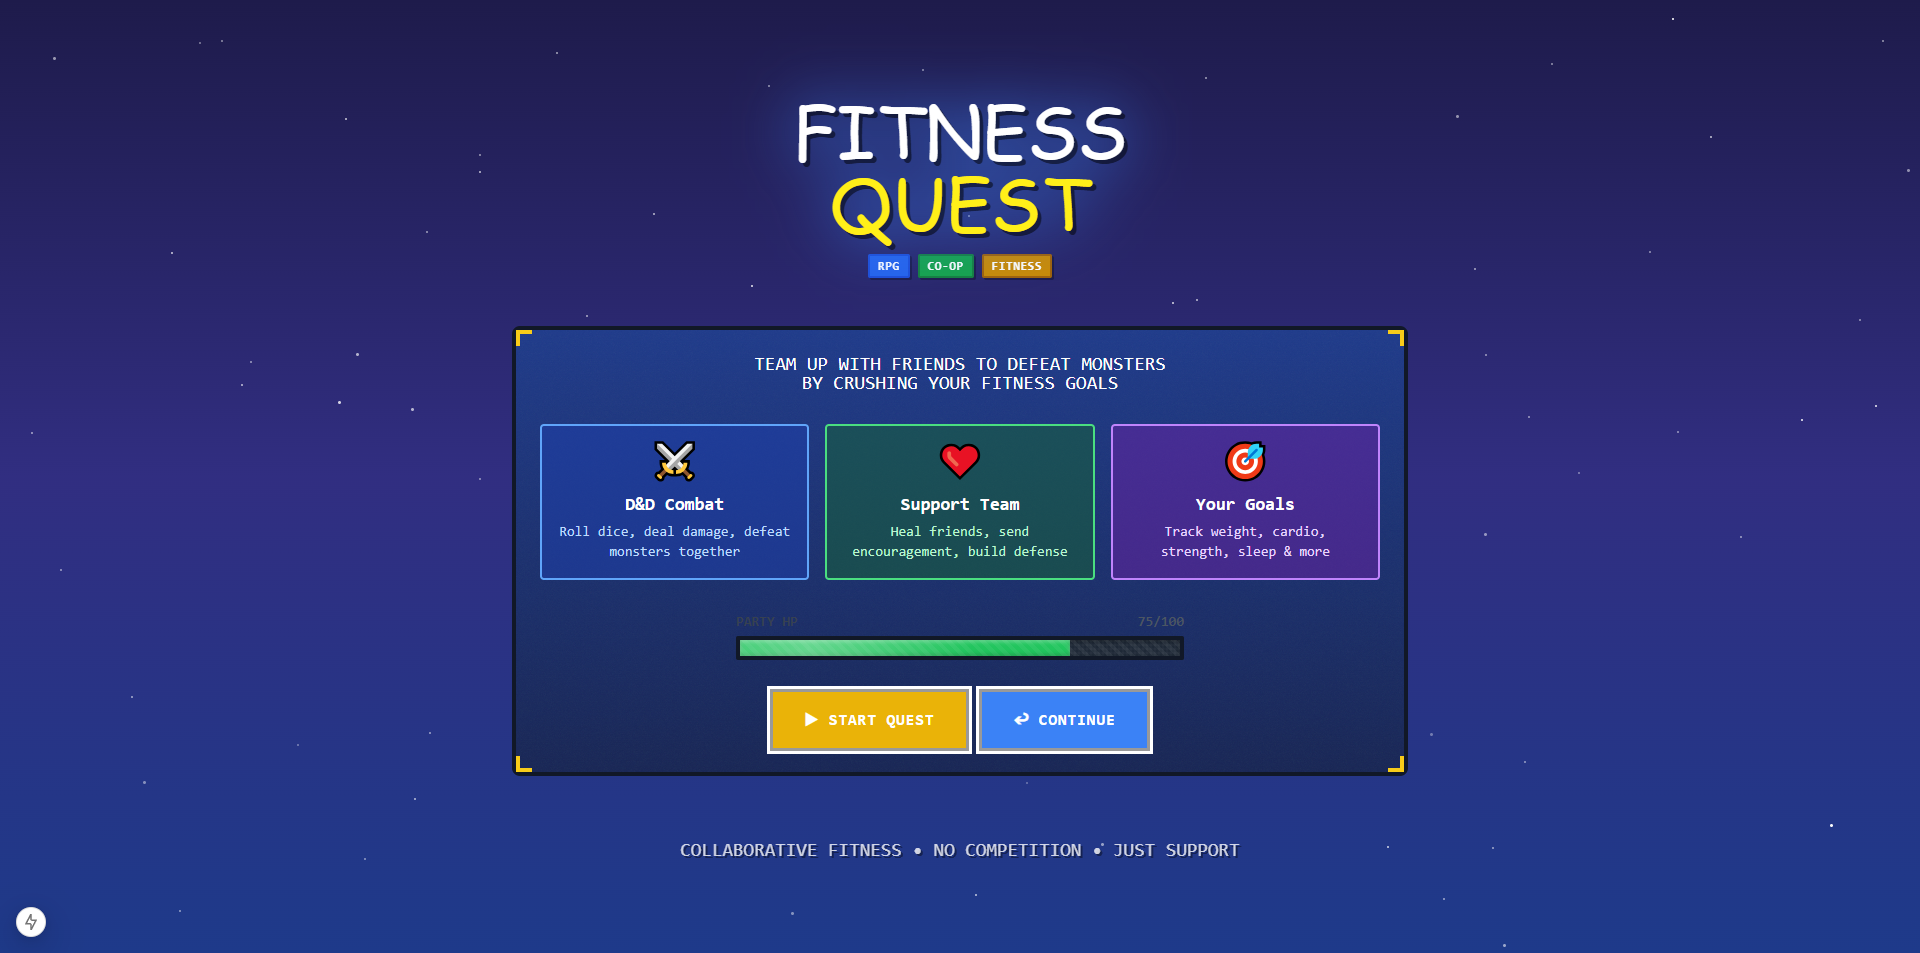 FITNESS
QUEST
RPG CO-OP FITNESS
TEAM UP WITH FRIENDS TO DEFEAT MONSTERS
BY CRUSHING YOUR FITNESS GOALS
D&D Combat
Roll dice, deal damage, defeat
monsters together
Support Team
Heal friends, send
encouragement, build defense
Your Goals
Track weight, cardio,
strength, sleep & more
PARTY HP 75/100
START QUEST
CONTINUE
COLLABORATIVE FITNESS • NO COMPETITION • JUST SUPPORT